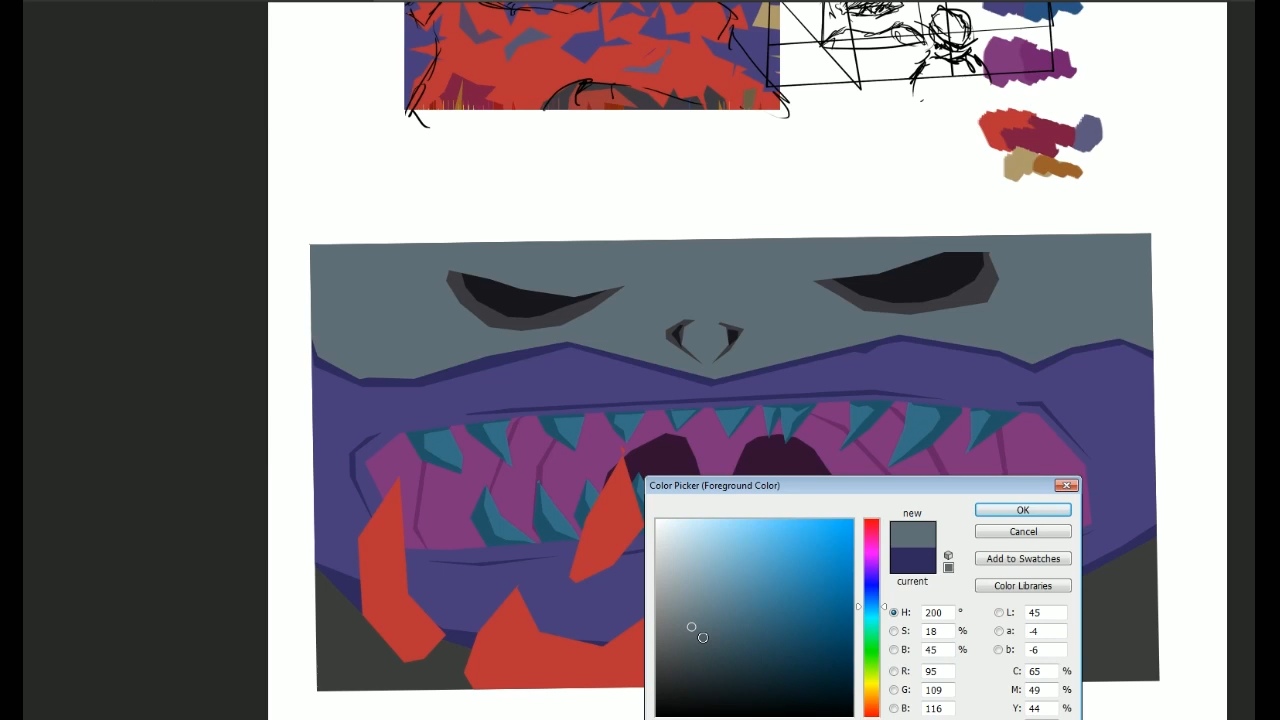 Color Picker (Foreground Color)
new
current
OK
Cancel
Add to Swatches
Color Libraries
H: 200 ° L: 45
S: 18 % a: -4
B: 45 % b: -6
R: 95 C: 65 %
G: 109 M: 49 %
B: 116 Y: 44 %